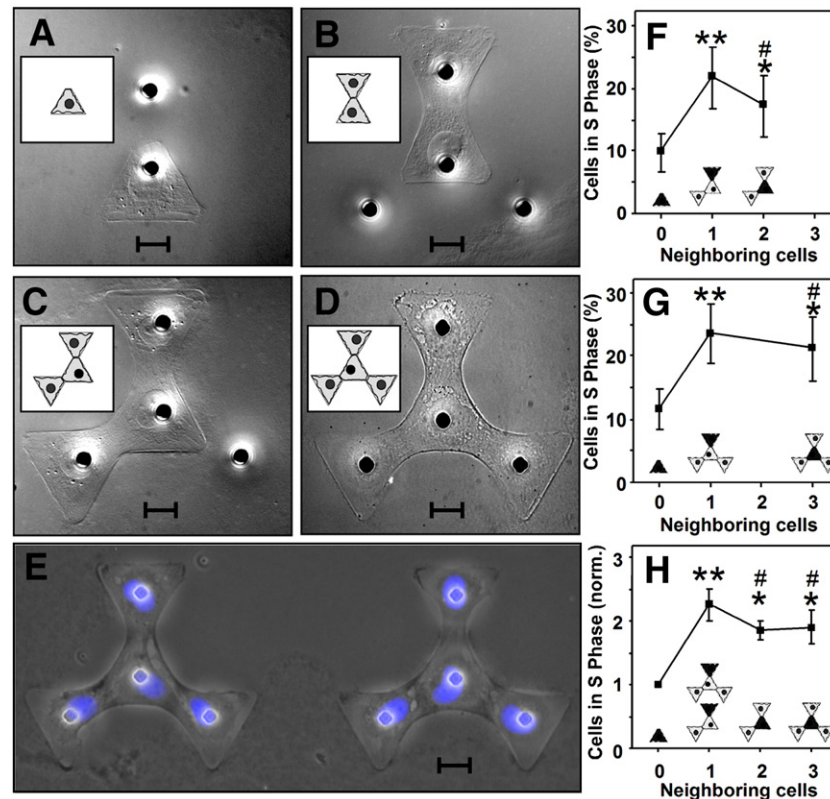 A
B
C
D
E
F
Cells in S Phase (%)
30
20
10
0
**
#
*
0 1 2 3
Neighboring cells
G
Cells in S Phase (%)
30
20
10
0
**
#
*
0 1 2 3
Neighboring cells
H
Cells in S Phase (norm.)
3
2
1
0
**
#
*
#
*
0 1 2 3
Neighboring cells